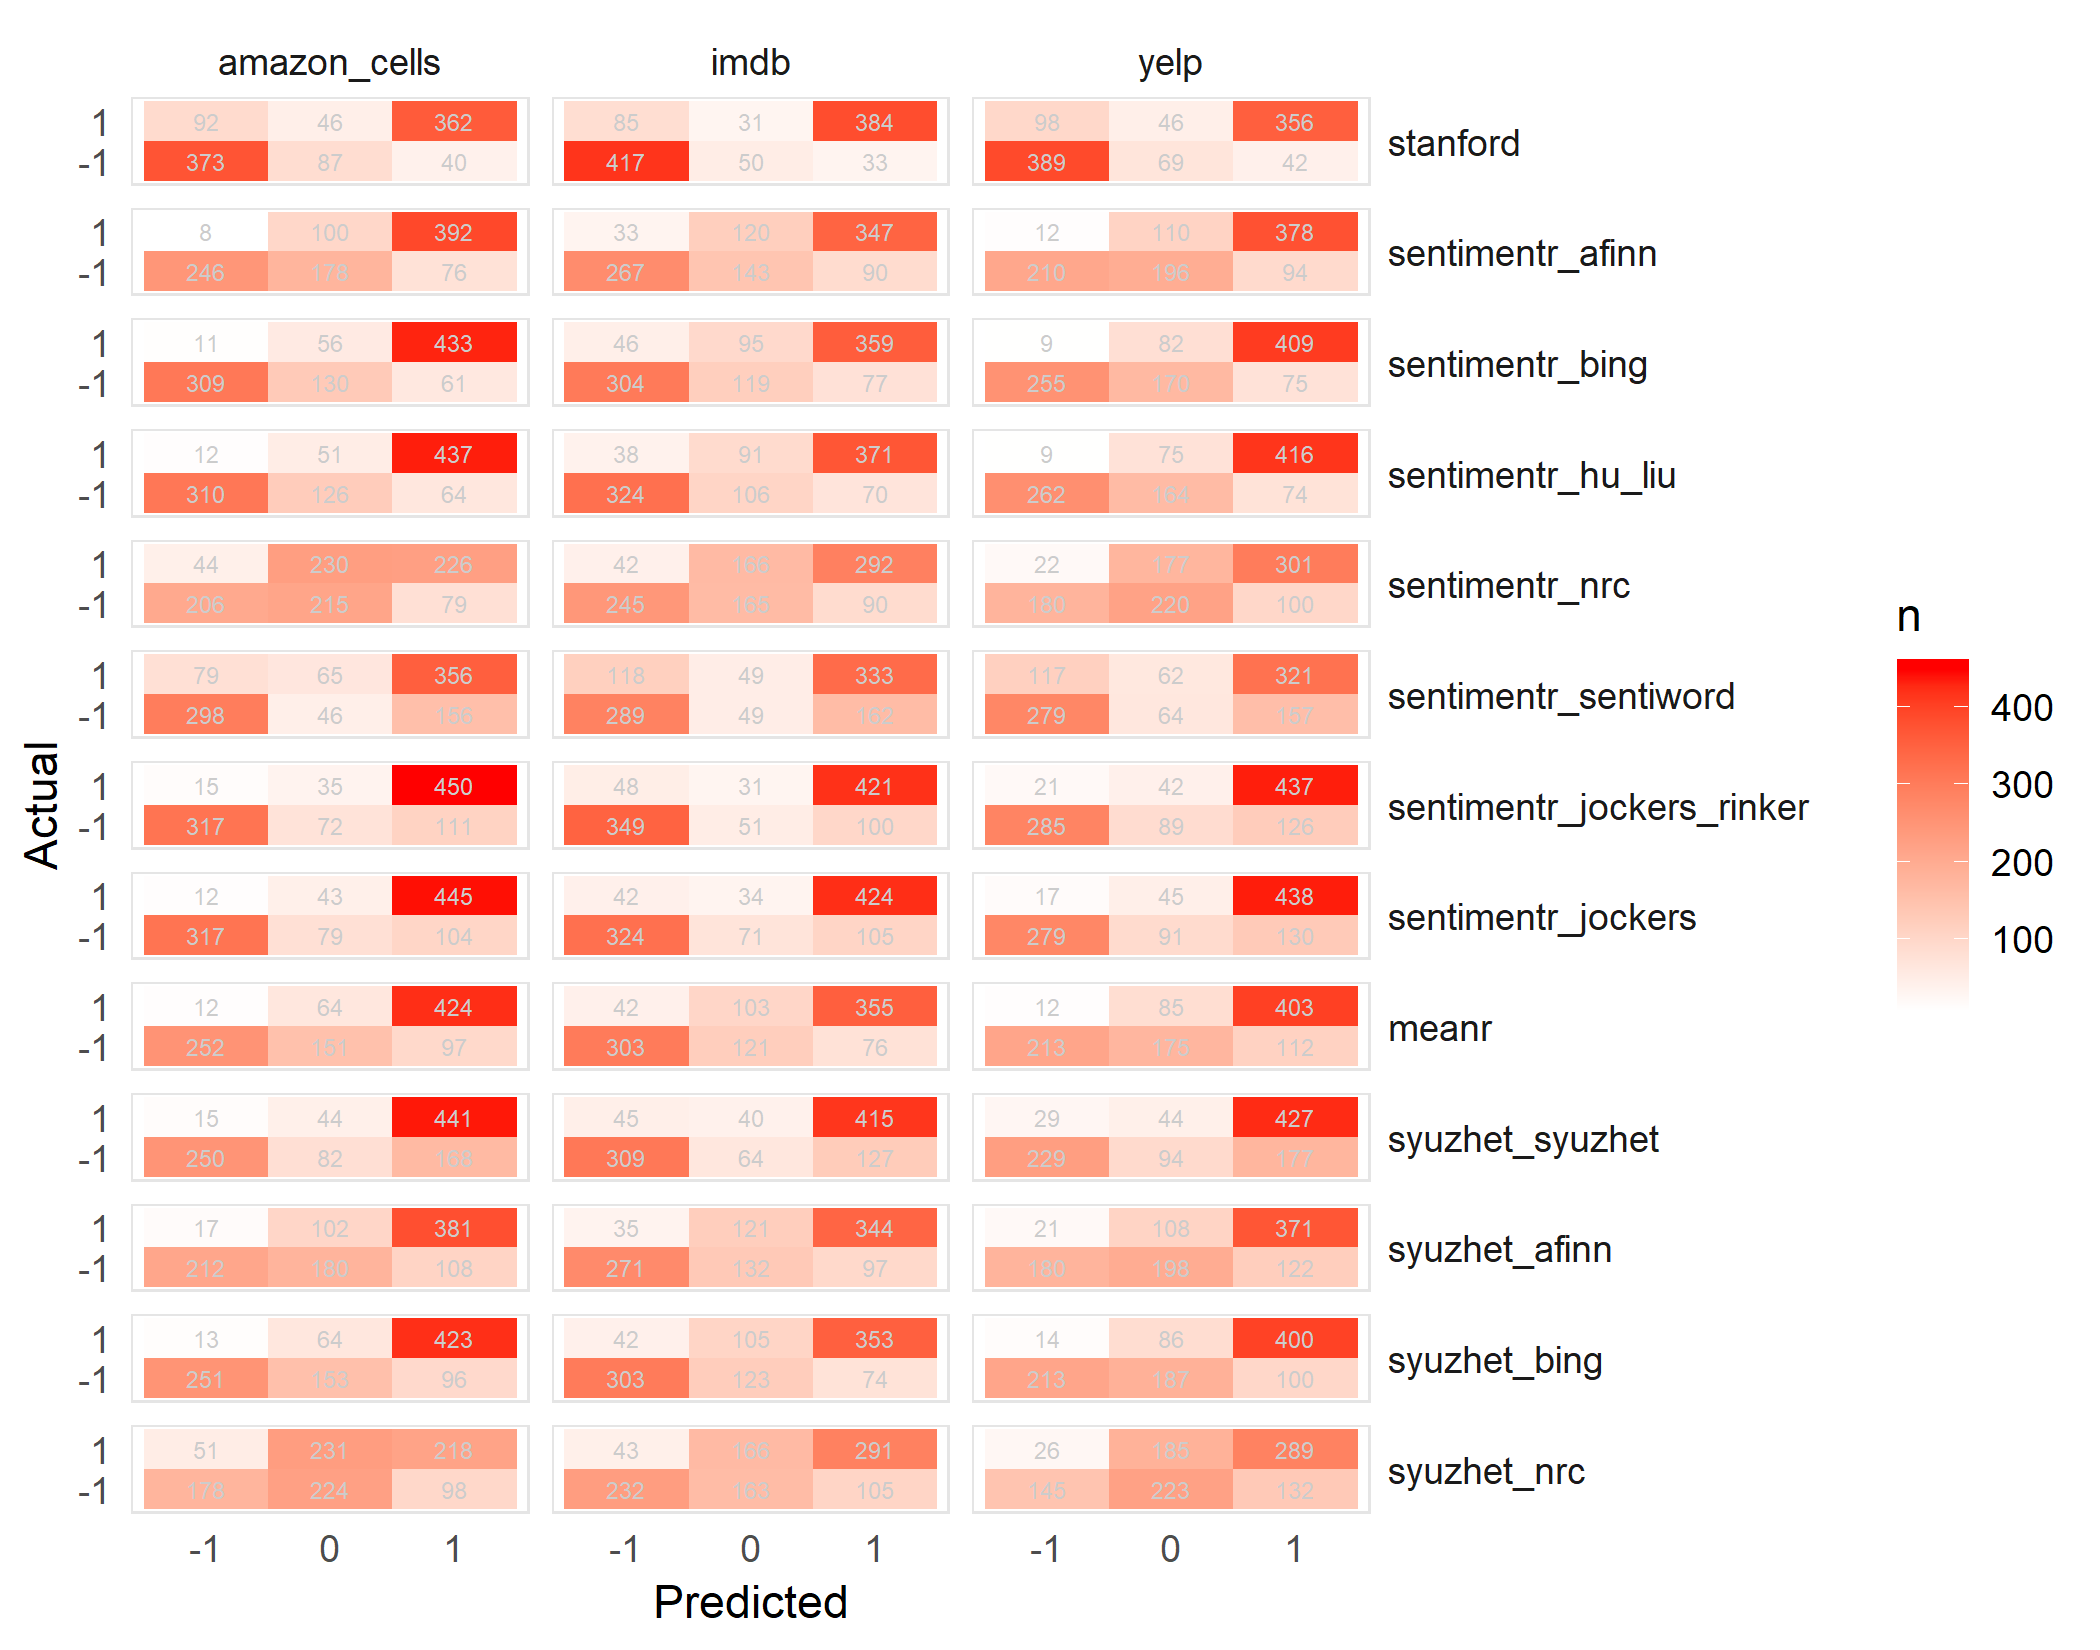 amazon_cells imdb yelp
1 92 46 362 85 31 384 98 46 356
stanford
-1 373 87 40 417 50 33 389 69 42
1 8 100 392 33 120 347 12 110 378
sentimentr_afinn
-1 246 178 76 267 143 90 210 196 94
1 11 56 433 46 95 359 9 82 409
sentimentr_bing
-1 309 130 61 304 119 77 255 170 75
1 12 51 437 38 91 371 9 75 416
sentimentr_hu_liu
-1 310 126 64 324 106 70 262 164 74
1 44 230 226 42 166 292 22 177 301
sentimentr_nrc
-1 206 215 79 245 165 90 180 220 100
1 79 65 356 118 49 333 117 62 321
sentimentr_sentiword
-1 298 46 156 289 49 162 279 64 157
1 15 35 450 48 31 421 21 42 437
sentimentr_jockers_rinker
-1 317 72 111 349 51 100 285 89 126
1 12 43 445 42 34 424 17 45 438
sentimentr_jockers
-1 317 79 104 324 71 105 279 91 130
1 12 64 424 42 103 355 12 85 403
meanr
-1 252 151 97 303 121 76 213 175 112
1 15 44 441 45 40 415 29 44 427
syuzhet_syuzhet
-1 250 82 168 309 64 127 229 94 177
1 17 102 381 35 121 344 21 108 371
syuzhet_afinn
-1 212 180 108 271 132 97 180 198 122
1 13 64 423 42 105 353 14 86 400
syuzhet_bing
-1 251 153 96 303 123 74 213 187 100
1 51 231 218 43 166 291 26 185 289
syuzhet_nrc
-1 178 224 98 232 163 105 145 223 132
-1 0 1 -1 0 1 -1 0 1
Predicted
Actual
n
400
300
200
100